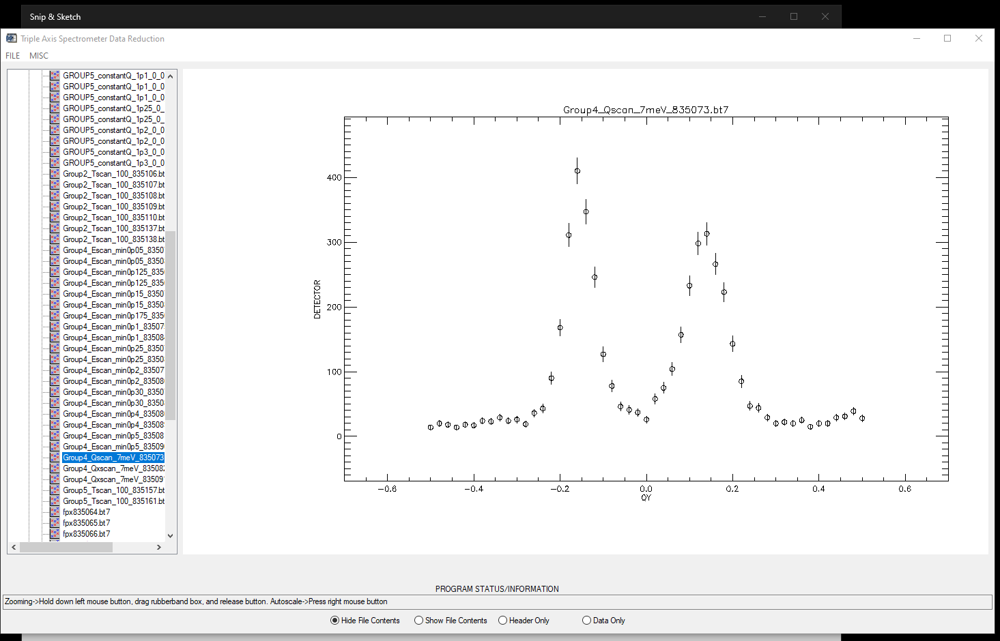 Snip & Sketch
Triple Axis Spectrometer Data Reduction
FILE MISC
GROUP5_constantQ_1p1_0_0
GROUP5_constantQ_1p1_0_0
GROUP5_constantQ_1p1_0_0
GROUP5_constantQ_1p25_0_
GROUP5_constantQ_1p25_0_
GROUP5_constantQ_1p2_0_0
GROUP5_constantQ_1p2_0_0
GROUP5_constantQ_1p3_0_0
GROUP5_constantQ_1p3_0_0
Group2_Tscan_100_835106.bt
Group2_Tscan_100_835107.bt
Group2_Tscan_100_835108.bt
Group2_Tscan_100_835109.bt
Group2_Tscan_100_835110.bt
Group2_Tscan_100_835137.bt
Group2_Tscan_100_835138.bt
Group4_Escan_min0p05_8350
Group4_Escan_min0p05_8350
Group4_Escan_min0p125_835
Group4_Escan_min0p125_835
Group4_Escan_min0p15_8350
Group4_Escan_min0p15_8350
Group4_Escan_min0p175_835
Group4_Escan_min0p1_83507
Group4_Escan_min0p1_83508
Group4_Escan_min0p25_8350
Group4_Escan_min0p25_8350
Group4_Escan_min0p2_83507
Group4_Escan_min0p2_83508
Group4_Escan_min0p30_8350
Group4_Escan_min0p30_8350
Group4_Escan_min0p4_83508
Group4_Escan_min0p4_83508
Group4_Escan_min0p5_83508
Group4_Escan_min0p5_83509
Group4_Qscan_7meV_835073
Group4_Qxscan_7meV_83508
Group4_Qxscan_7meV_83509
Group5_Tscan_100_835157.bt
Group5_Tscan_100_835161.bt
fpx835064.bt7
fpx835065.bt7
fpx835066.bt7
Group4_Qscan_7meV_835073.bt7
400
300
200
100
0
DETECTOR
-0.6 -0.4 -0.2 0.0 0.2 0.4 0.6
QY
PROGRAM STATUS/INFORMATION
Zooming->Hold down left mouse button, drag rubberband box, and release button. Autoscale->Press right mouse button
Hide File Contents Show File Contents Header Only Data Only